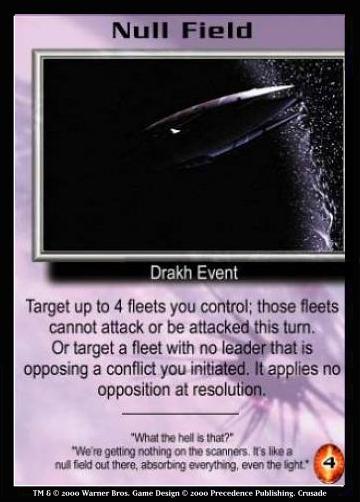 Null Field
Drakh Event
Target up to 4 fleets you control; those fleets
cannot attack or be attacked this turn.
Or target a fleet with no leader that is
opposing a conflict you initiated. It applies no
opposition at resolution.
"What the hell is that?"
"We're getting nothing on the scanners. It's like a
null field out there, absorbing everything, even the light."
4
TM & © 2000 Warner Bros. Game Design © 2000 Precedence Publishing. Crusade